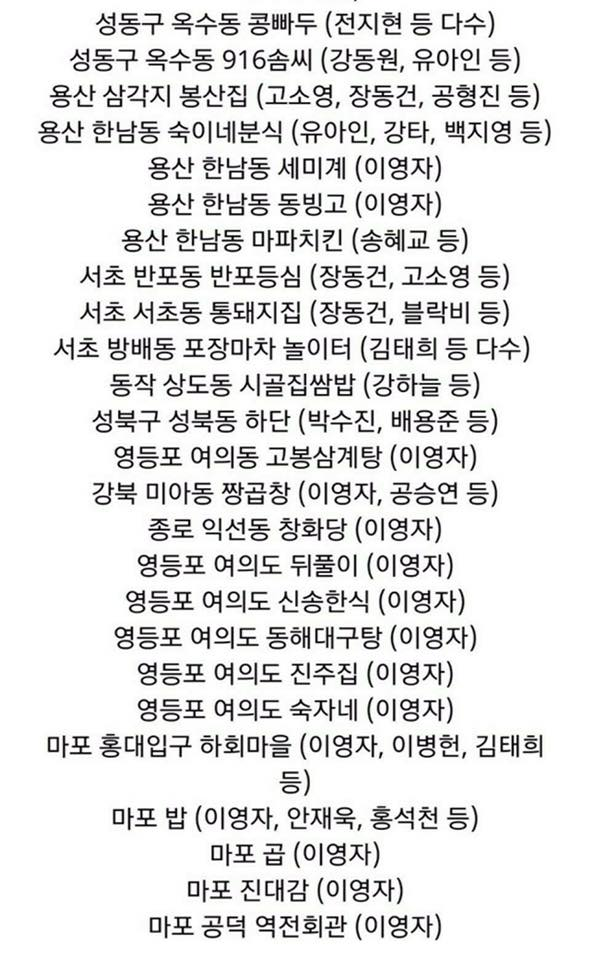 성동구 옥수동 콩빠두 (전지현 등 다수)
성동구 옥수동 916솜씨 (강동원, 유아인 등)
용산 삼각지 봉산집 (고소영, 장동건, 공형진 등)
용산 한남동 숙이네분식 (유아인, 강타, 백지영 등)
용산 한남동 세미계 (이영자)
용산 한남동 동빙고 (이영자)
용산 한남동 마파치킨 (송혜교 등)
서초 반포동 반포등심 (장동건, 고소영 등)
서초 서초동 통돼지집 (장동건, 블락비 등)
서초 방배동 포장마차 놀이터 (김태희 등 다수)
동작 상도동 시골집쌈밥 (강하늘 등)
성북구 성북동 하단 (박수진, 배용준 등)
영등포 여의동 고봉삼계탕 (이영자)
강북 미아동 짱곱창 (이영자, 공승연 등)
종로 익선동 창화당 (이영자)
영등포 여의도 뒤풀이 (이영자)
영등포 여의도 신송한식 (이영자)
영등포 여의도 동해대구탕 (이영자)
영등포 여의도 진주집 (이영자)
영등포 여의도 숙자네 (이영자)
마포 홍대입구 하회마을 (이영자, 이병헌, 김태희
등)
마포 밥 (이영자, 안재욱, 홍석천 등)
마포 곱 (이영자)
마포 진대감 (이영자)
마포 공덕 역전회관 (이영자)